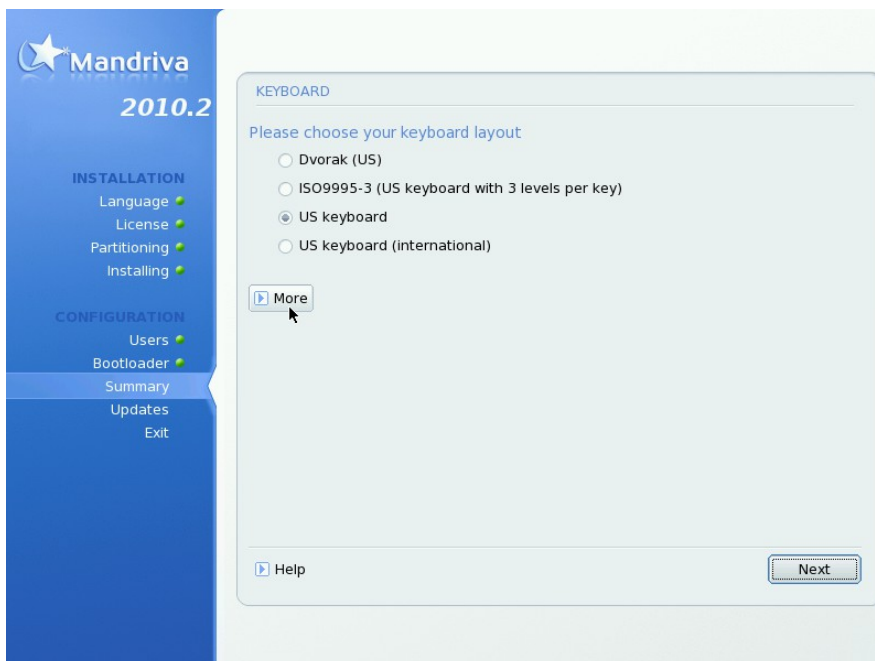 Mandriva
2010.2
INSTALLATION
Language
License
Partitioning
Installing
CONFIGURATION
Users
Bootloader
Summary
Updates
Exit
KEYBOARD
Please choose your keyboard layout
Dvorak (US)
ISO9995-3 (US keyboard with 3 levels per key)
US keyboard
US keyboard (international)
More
Help
Next